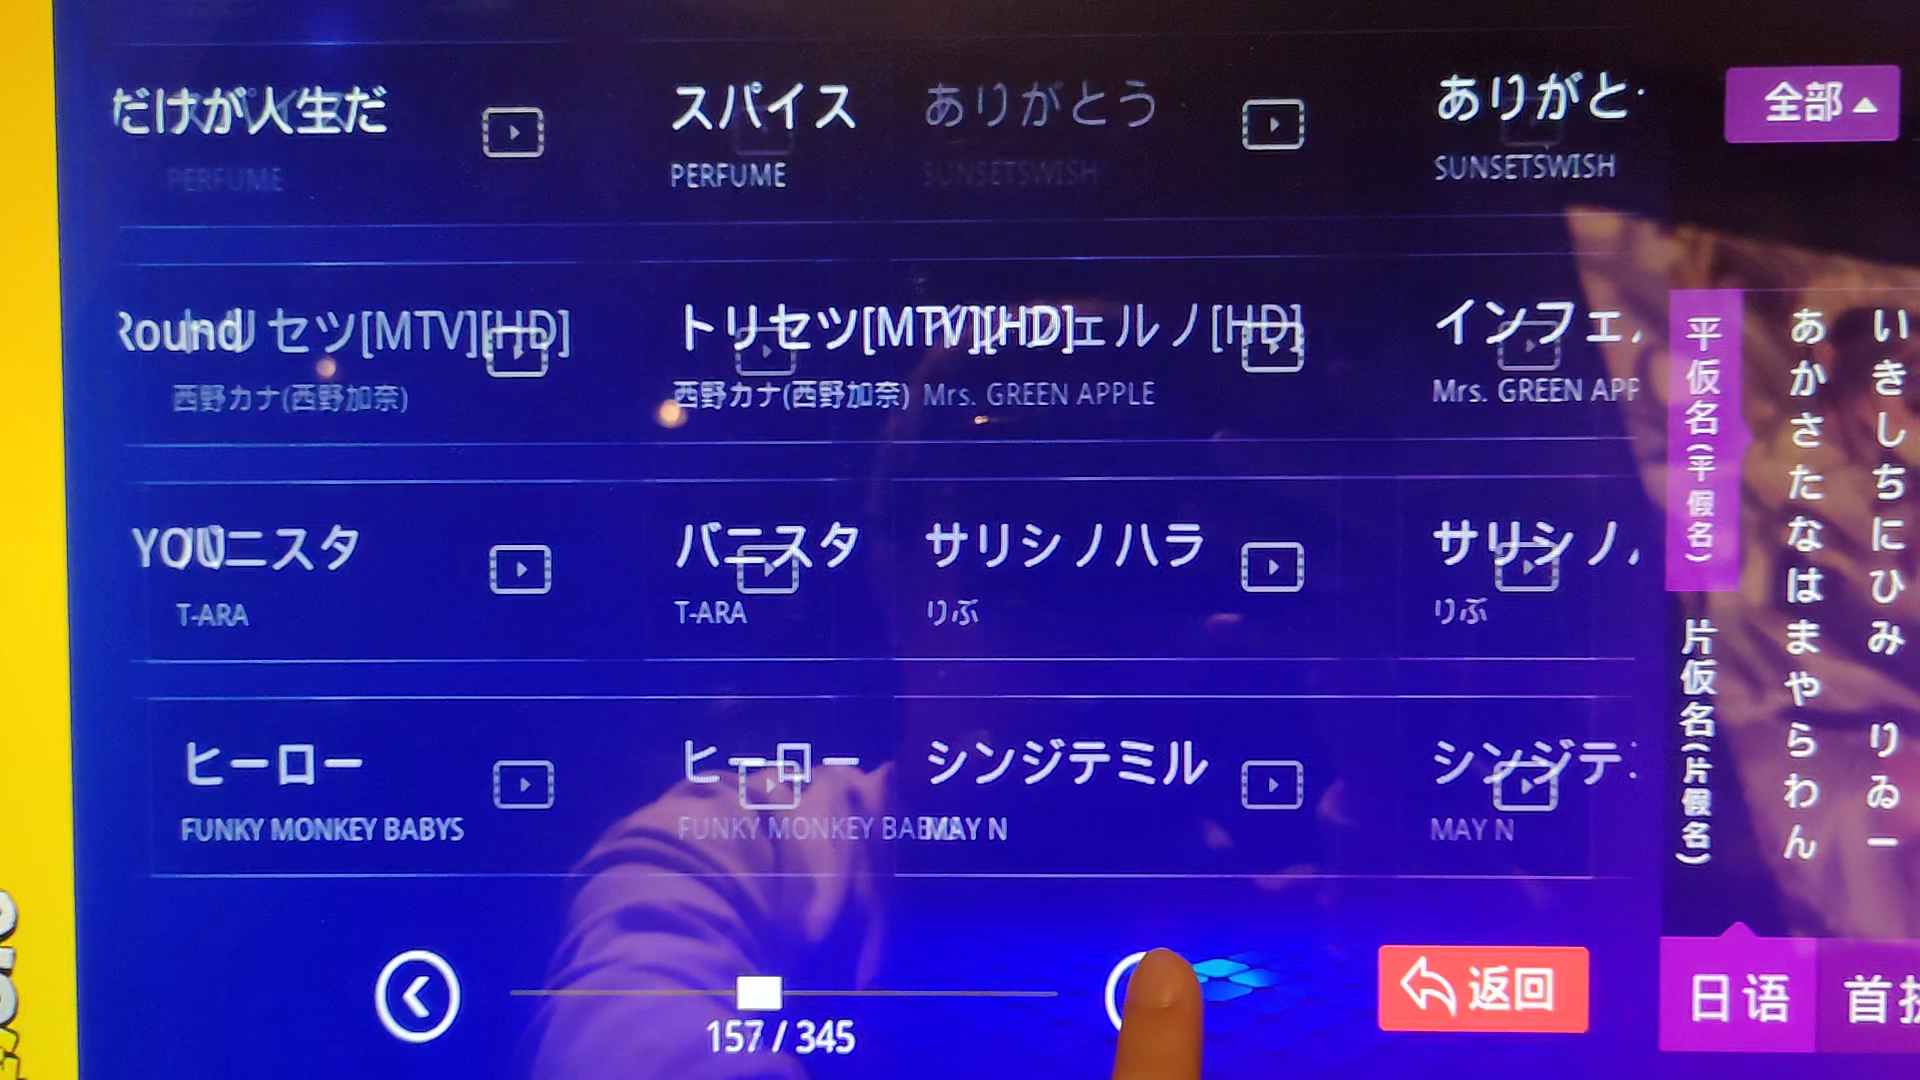 だけが人生だ
スパイス
ありがとう
ありがと
全部
PERFUME
PERFUME
SUNSETSWISH
SUNSETSWISH
Round
トリセツ[MTV][HD]
トリセツ[MTV][HD]
インフェルノ[HD]
インフェ
西野カナ(西野加奈)
西野カナ(西野加奈)
Mrs. GREEN APPLE
Mrs. GREEN APP
YOU
バニスタ
バニスタ
サリシノハラ
サリシノ
T-ARA
T-ARA
りぶ
りぶ
ヒーロー
ヒーロー
シンジテミル
シンジテ
FUNKY MONKEY BABYS
FUNKY MONKEY BABYS
MAY N
MAY N
平仮名(平假名)
片仮名(片假名)
あかさたなはまやらわん
いきしちにひみ りゐー
157 / 345
返回
日语
首